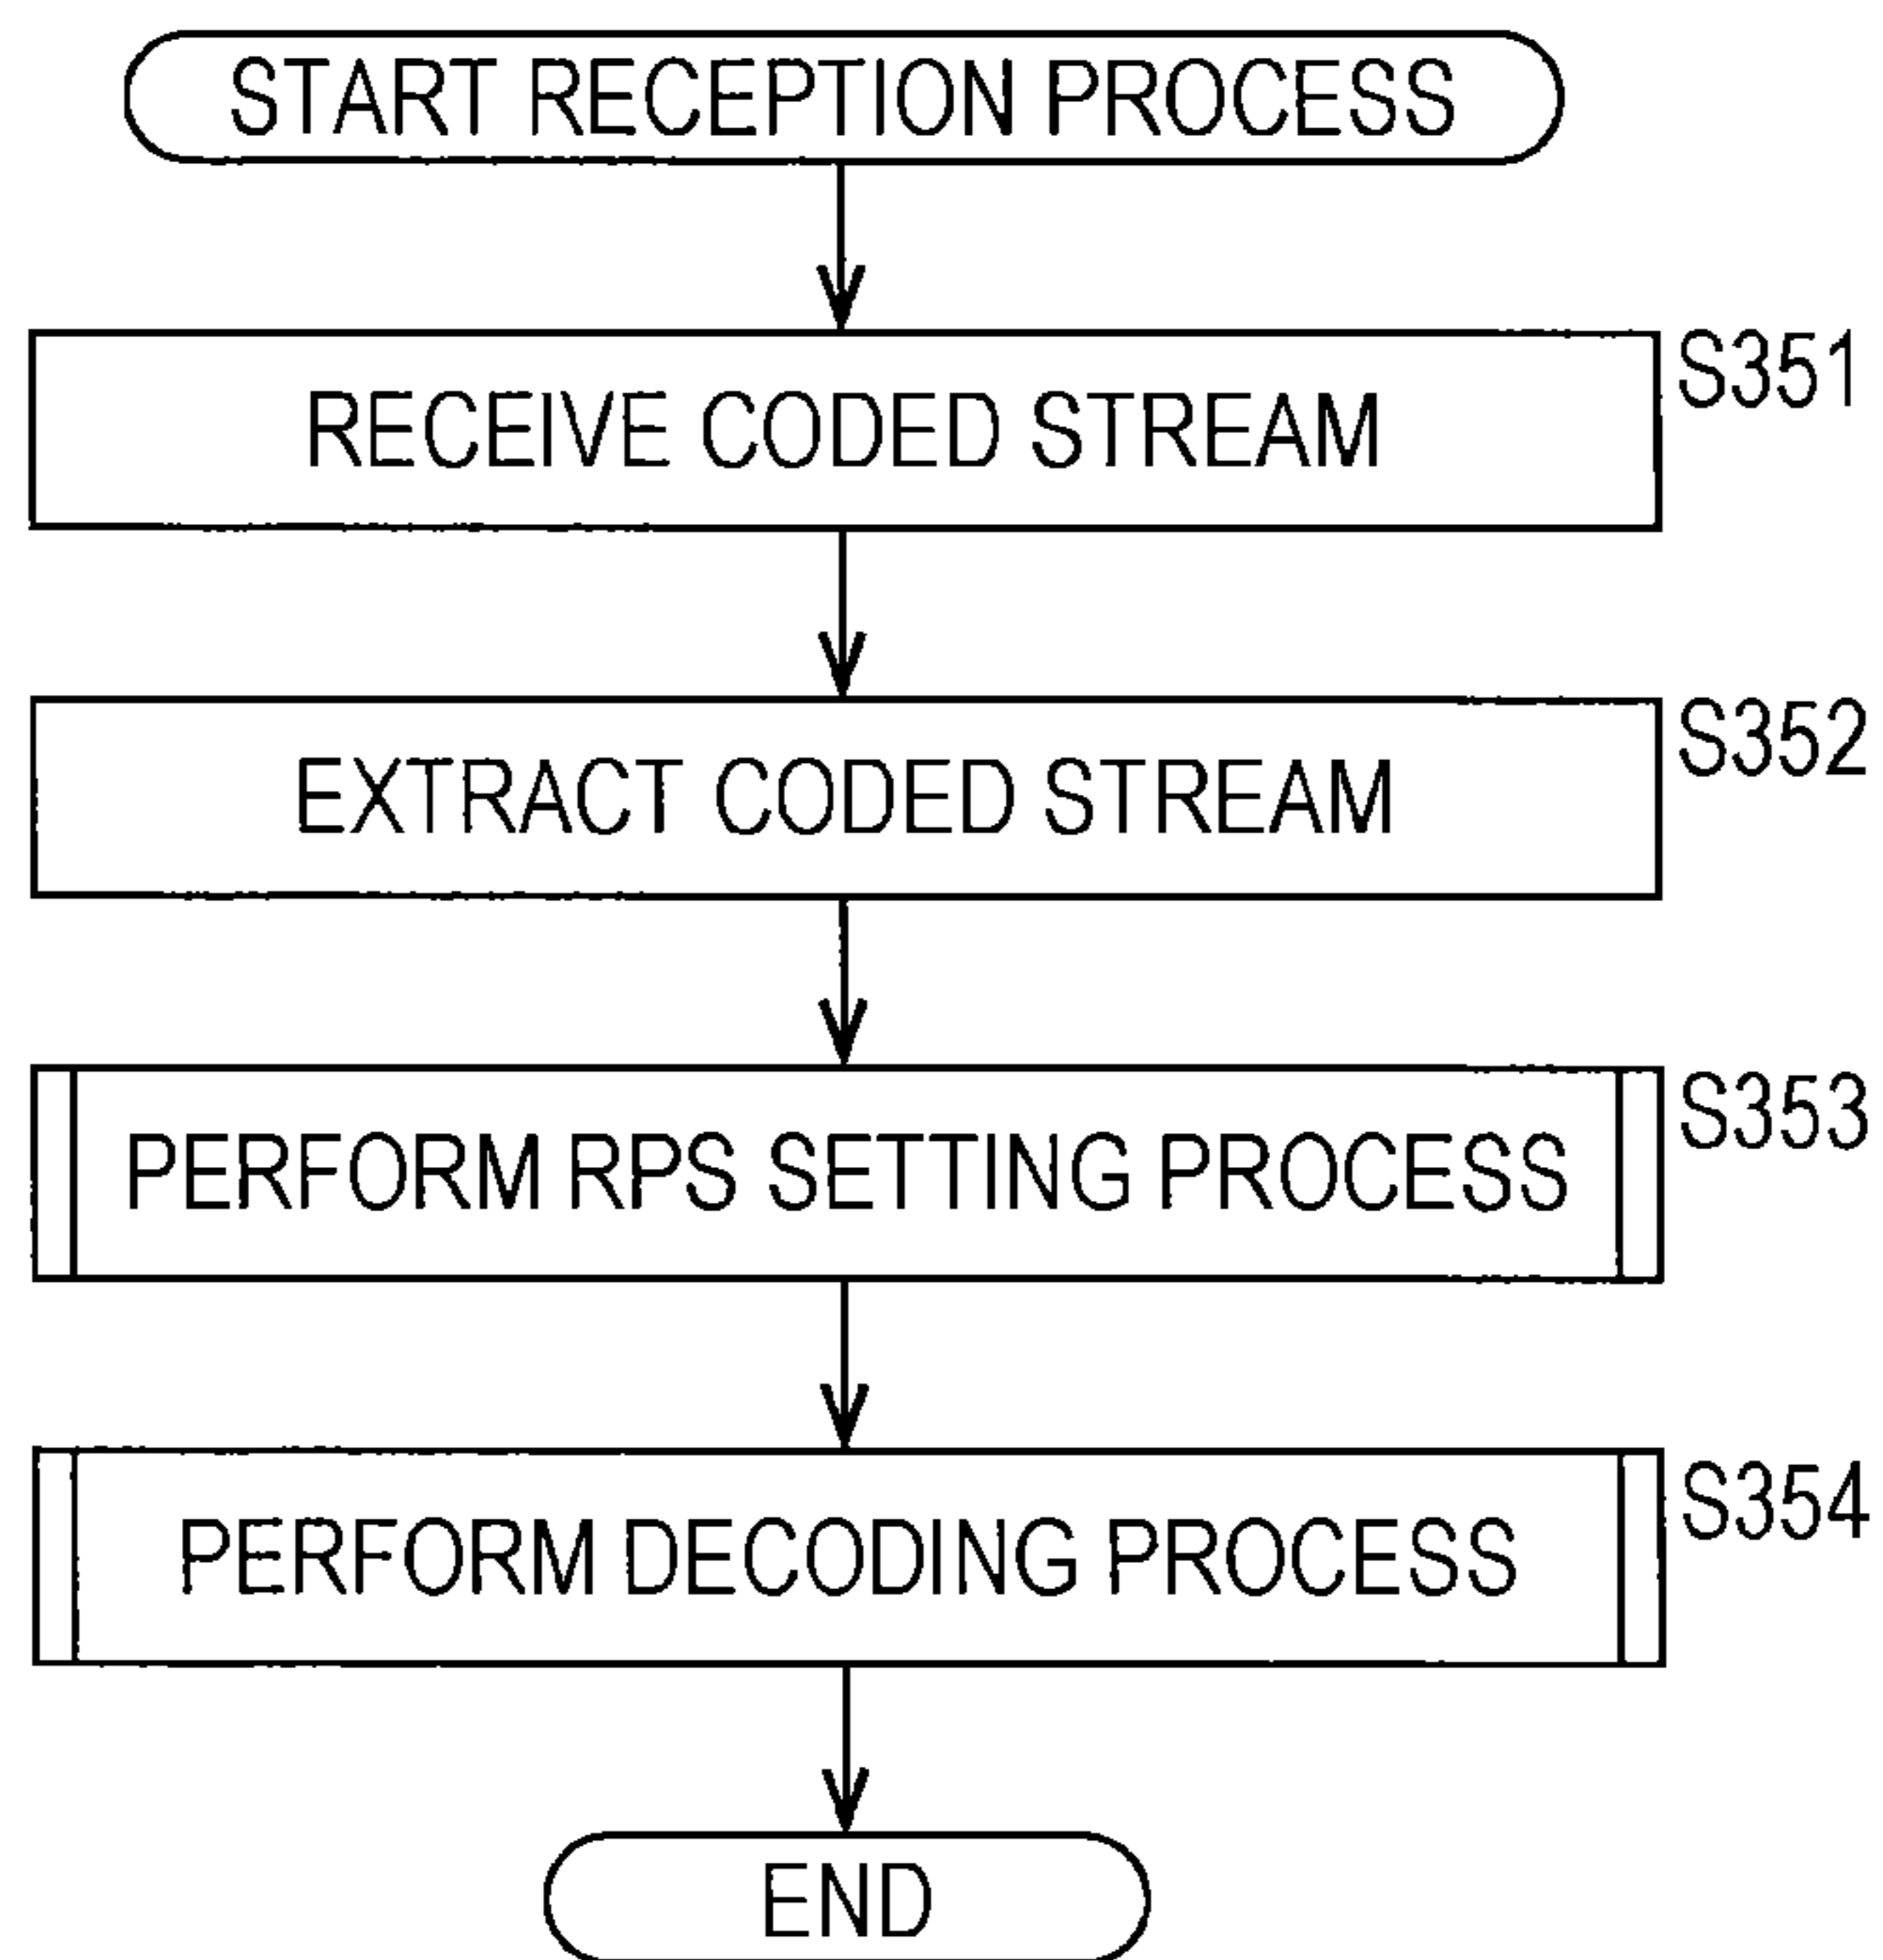 START RECEPTION PROCESS
RECEIVE CODED STREAM
S351
EXTRACT CODED STREAM
S352
PERFORM RPS SETTING PROCESS
S353
PERFORM DECODING PROCESS
S354
END